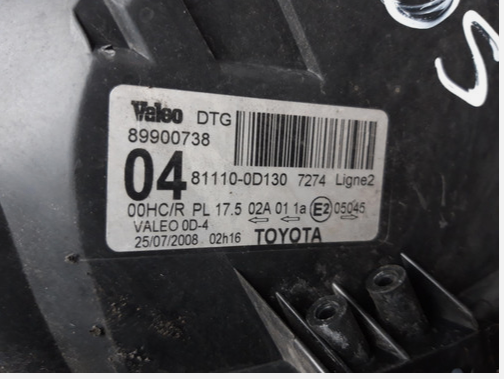 Valeo DTG
89900738
04 81110-0D130 7274 Ligne2
00HC/R PL 17.5 02A 01 1a E2 05045
VALEO 0D-4
25/07/2008 02h16 TOYOTA